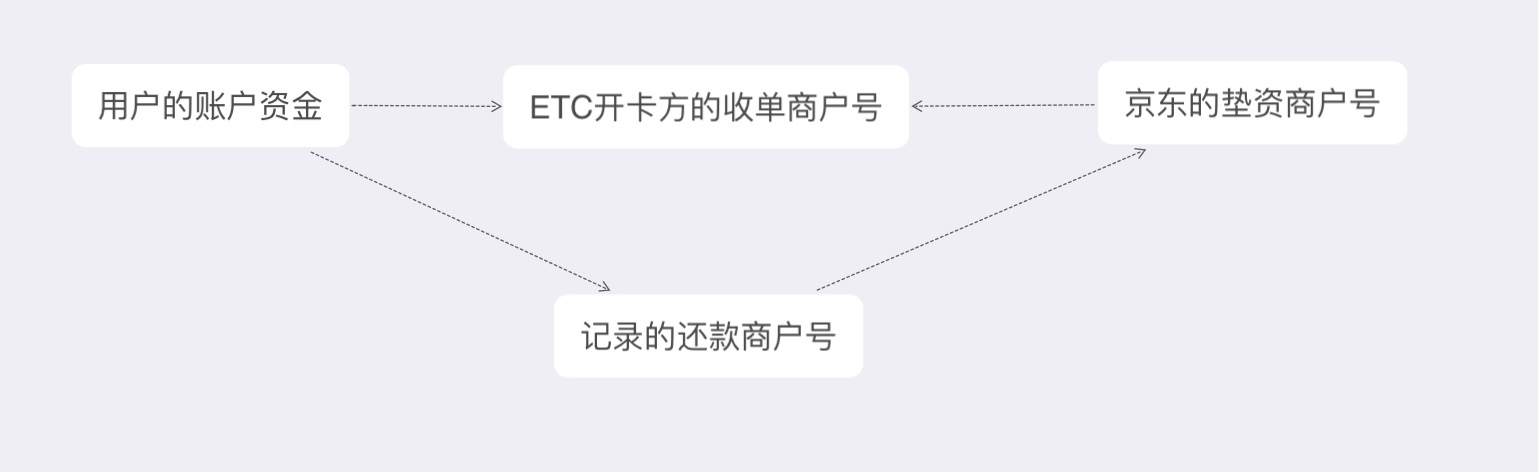 用户的账户资金
ETC开卡方的收单商户号
京东的垫资商户号
记录的还款商户号